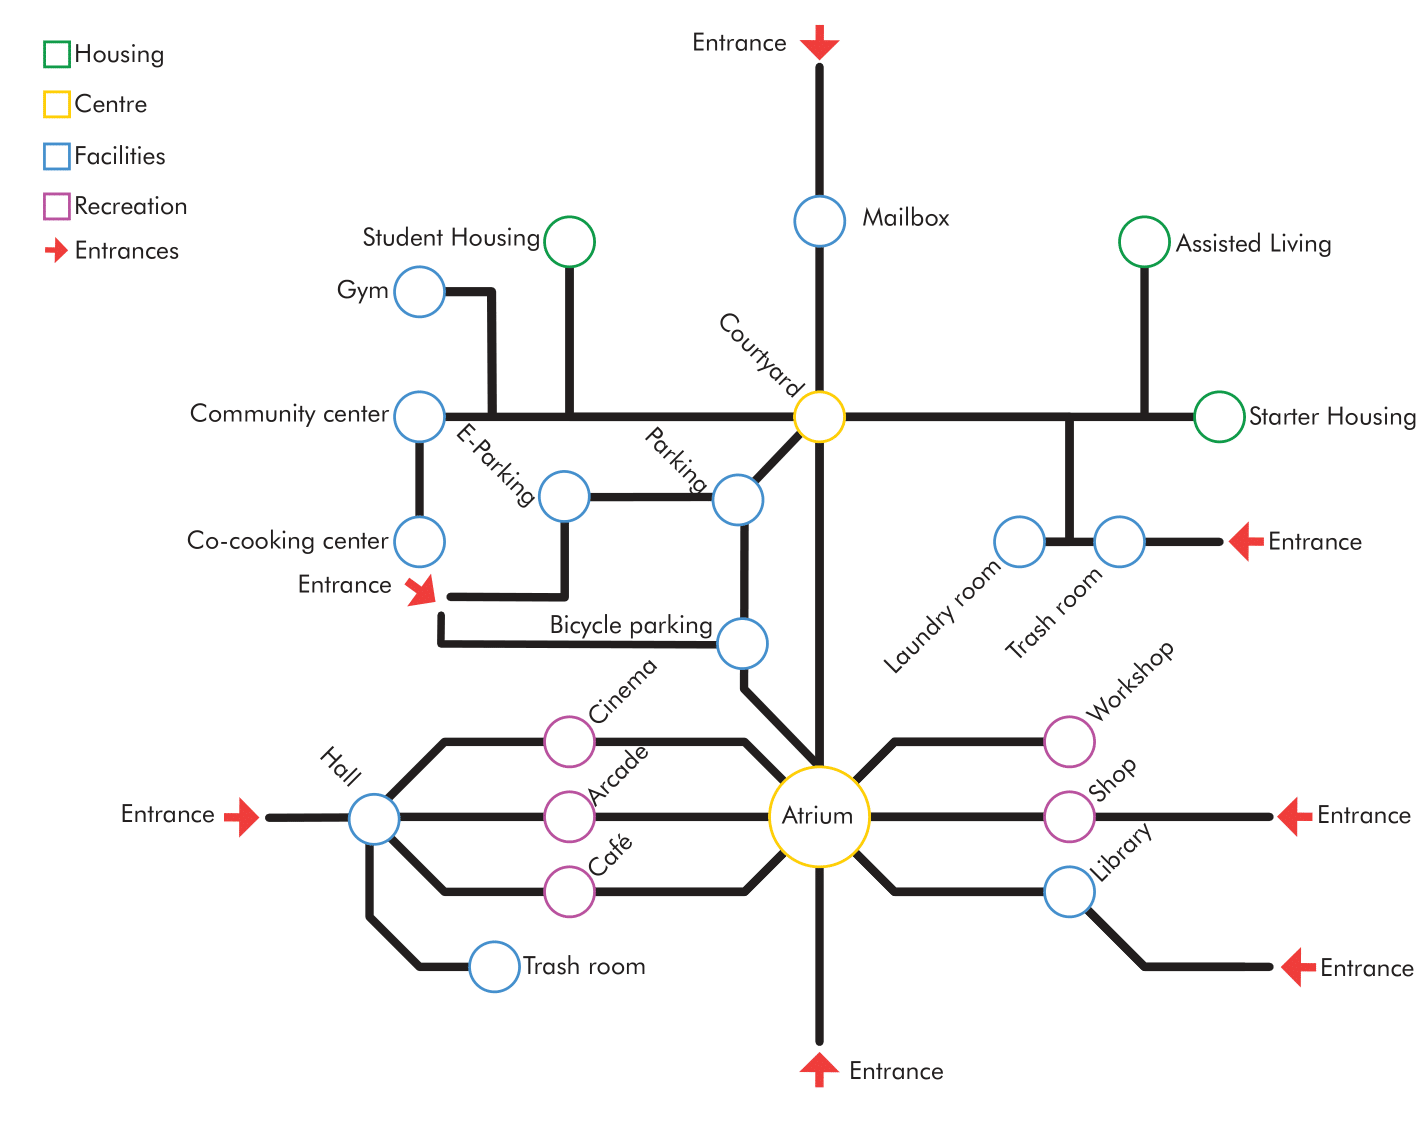 Housing
Centre
Facilities
Recreation
Entrances
Entrance
Mailbox
Student Housing
Assisted Living
Gym
Courtyard
Community center
E-Parking
Parking
Starter Housing
Co-cooking center
Entrance
Entrance
Laundry room
Trash room
Bicycle parking
Cinema
Workshop
Hall
Arcade
Shop
Entrance
Atrium
Entrance
Café
Library
Trash room
Entrance
Entrance